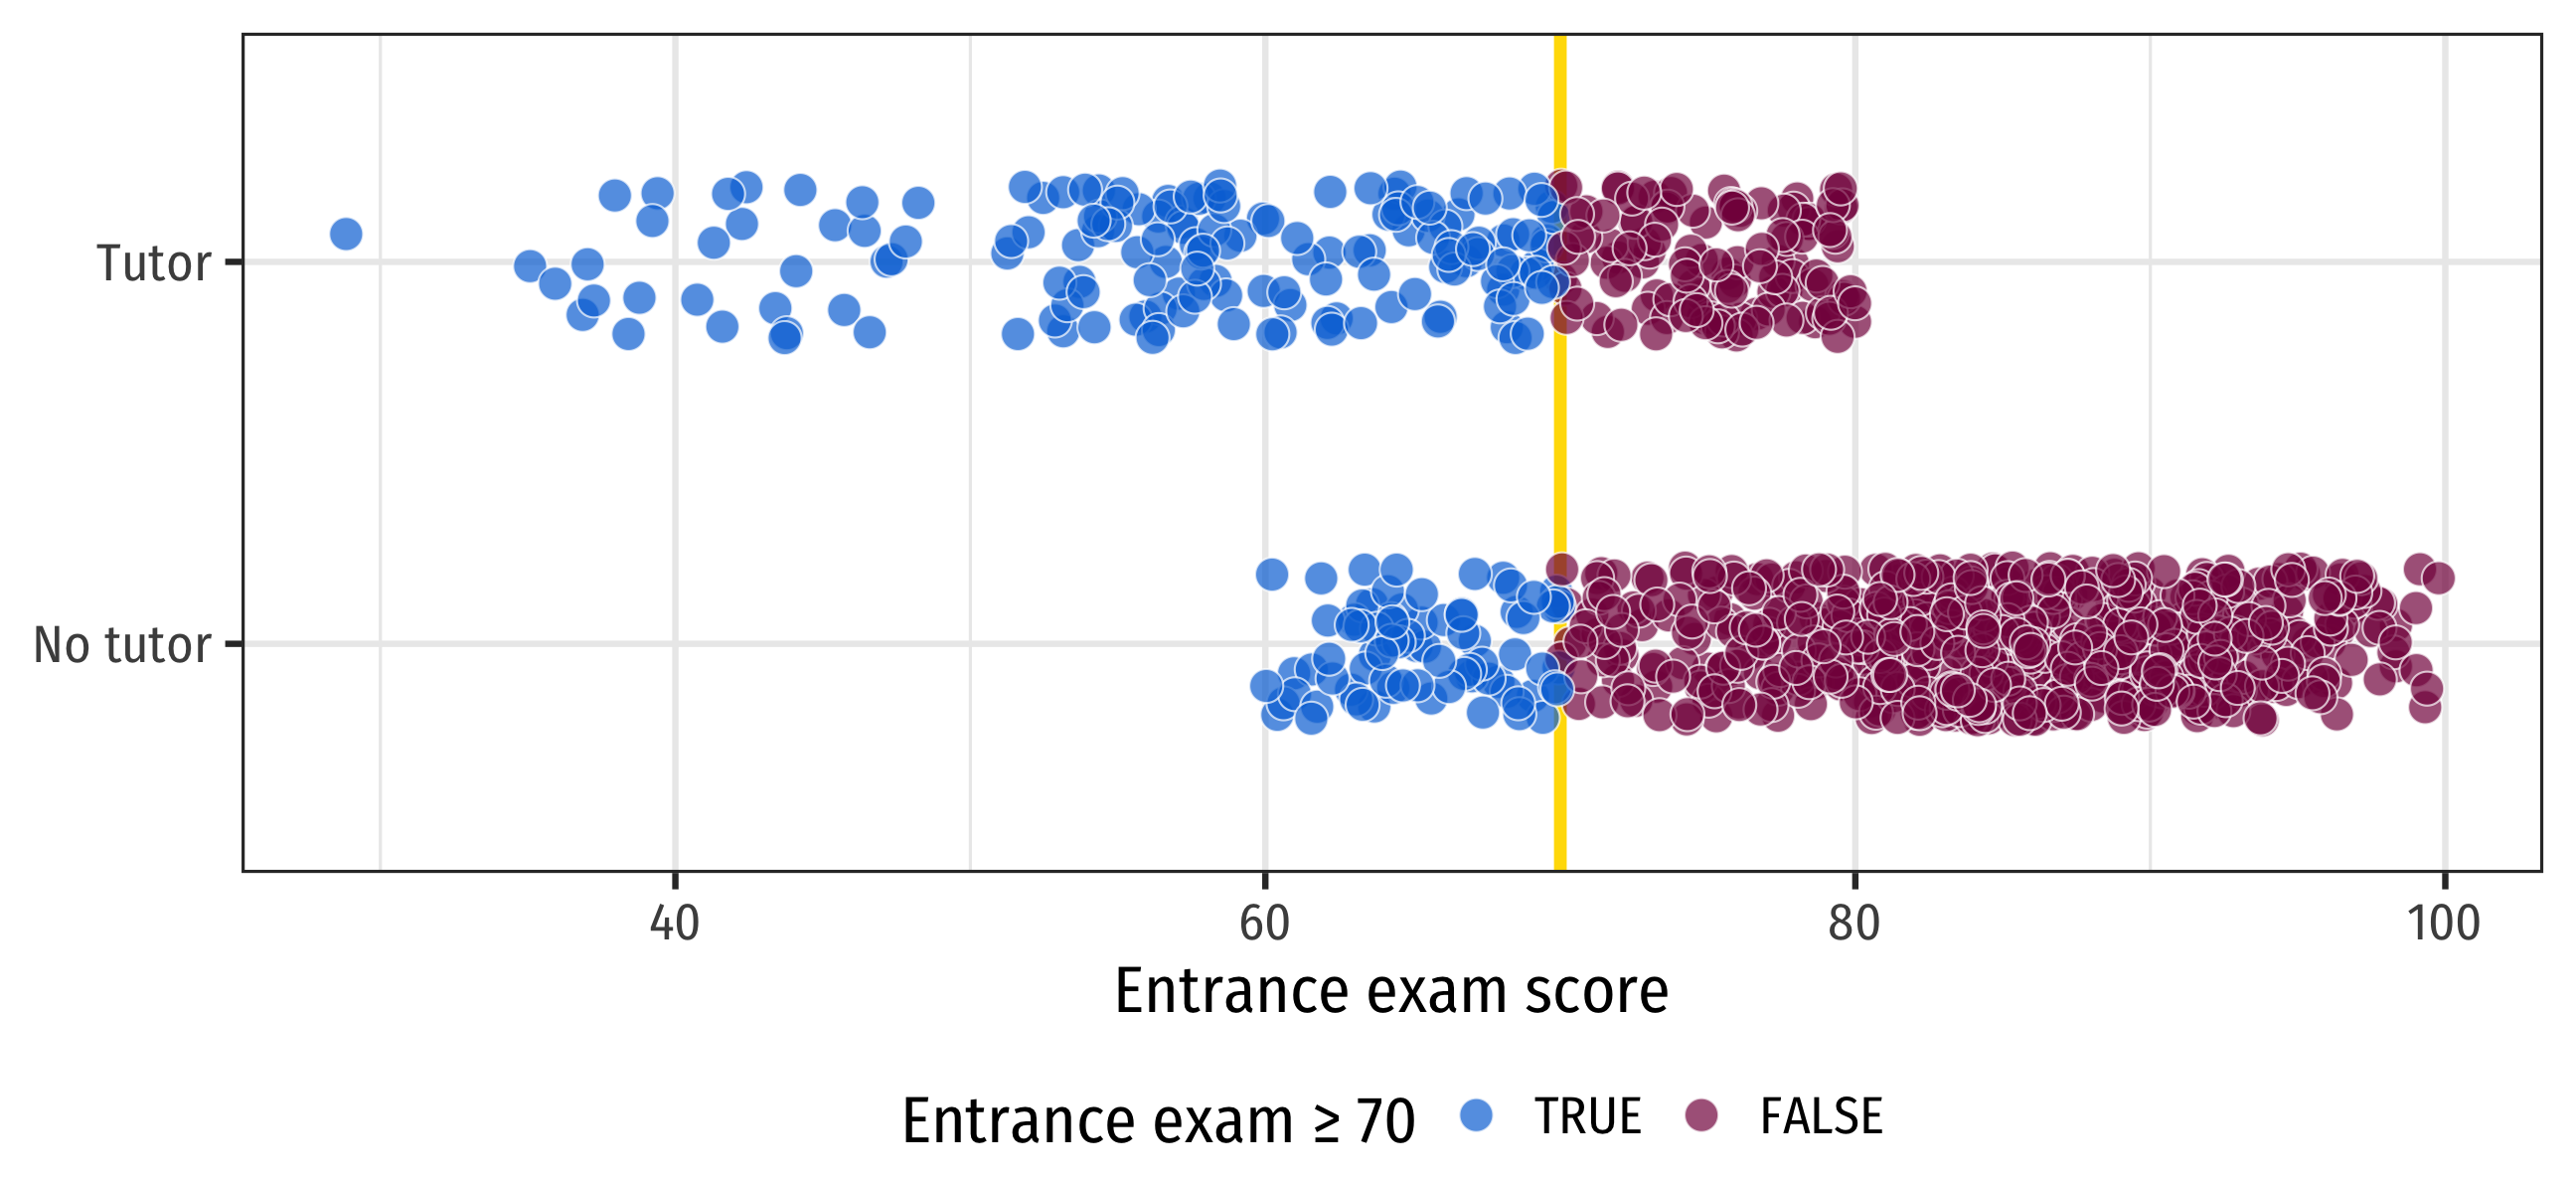 Tutor
No tutor
40 60 80 100
Entrance exam score
Entrance exam ≥ 70 TRUE FALSE